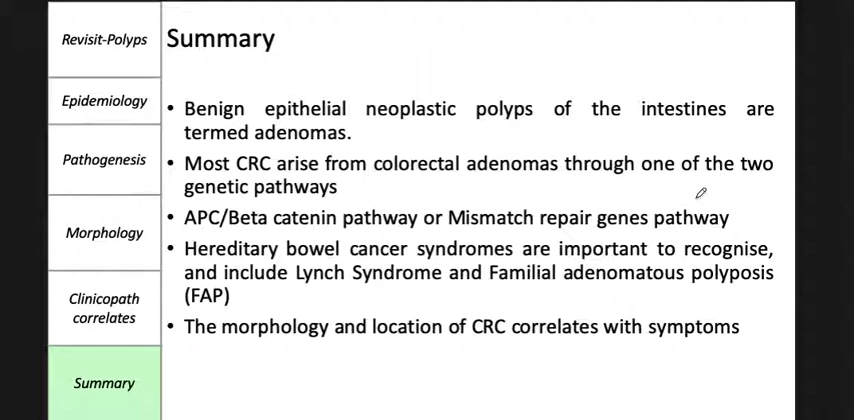 Revisit-Polyps
Epidemiology
Pathogenesis
Morphology
Clinicopath
correlates
Summary
Summary
• Benign epithelial neoplastic polyps of the intestines are
termed adenomas.
• Most CRC arise from colorectal adenomas through one of the two
genetic pathways
• APC/Beta catenin pathway or Mismatch repair genes pathway
• Hereditary bowel cancer syndromes are important to recognise,
and include Lynch Syndrome and Familial adenomatous polyposis
(FAP)
• The morphology and location of CRC correlates with symptoms